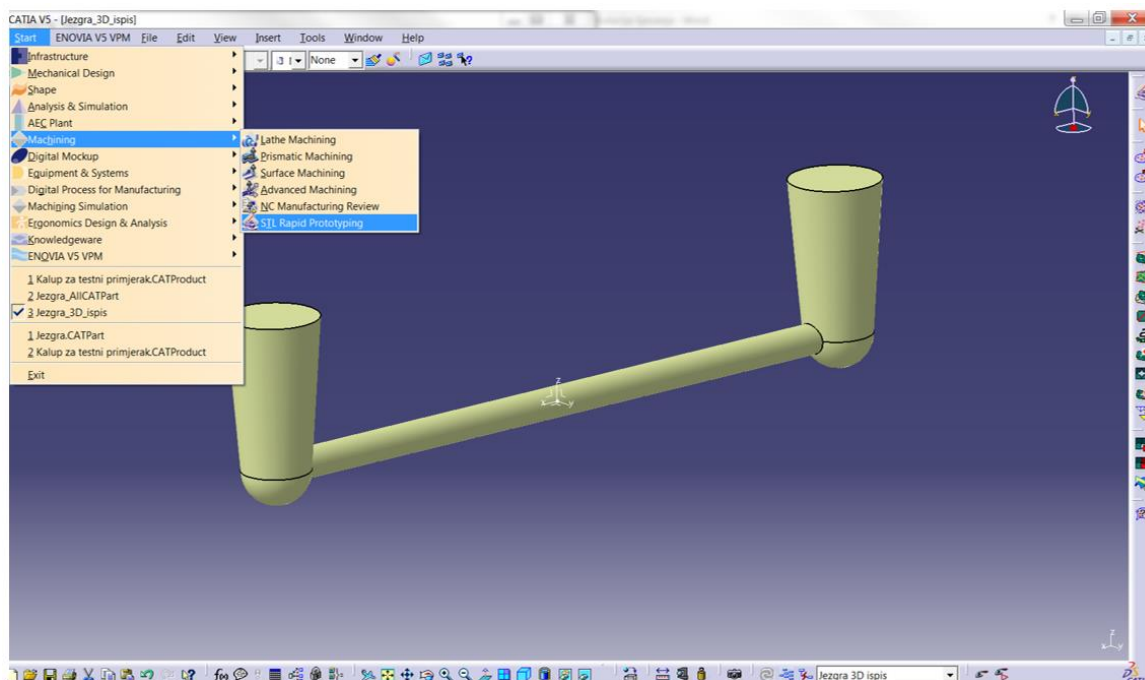 CATIA V5 - [Jezgra_3D_ispis]
Start ENOVIA V5 VPM File Edit View Insert Tools Window Help
None
Infrastructure
Mechanical Design
Shape
Analysis & Simulation
AEC Plant
Machining
Digital Mockup
Equipment & Systems
Digital Process for Manufacturing
Machining Simulation
Ergonomics Design & Analysis
Knowledgeware
ENOVIA V5 VPM
1 Kalup za testni primjerak.CATProduct
2 Jezgra_AllCATPart
3 Jezgra_3D_ispis
1 Jezgra.CATPart
2 Kalup za testni primjerak.CATProduct
Exit
Lathe Machining
Prismatic Machining
Surface Machining
Advanced Machining
NC Manufacturing Review
STL Rapid Prototyping
z
x y
z
x y
Jezgra 3D ispis